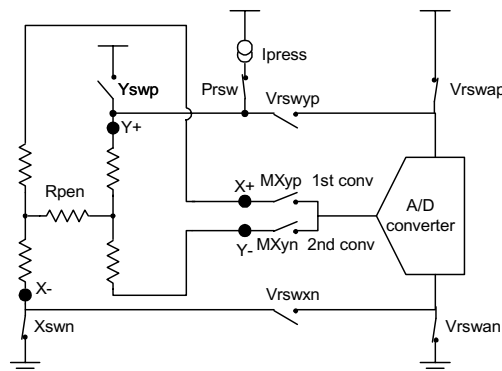 Ipress
Yswp
Prsw
Vrswyp
Vrswap
Y+
Rpen
X+
MXyp
1st conv
A/D
converter
Y-
MXyn
2nd conv
X-
Vrswxn
Xswn
Vrswan